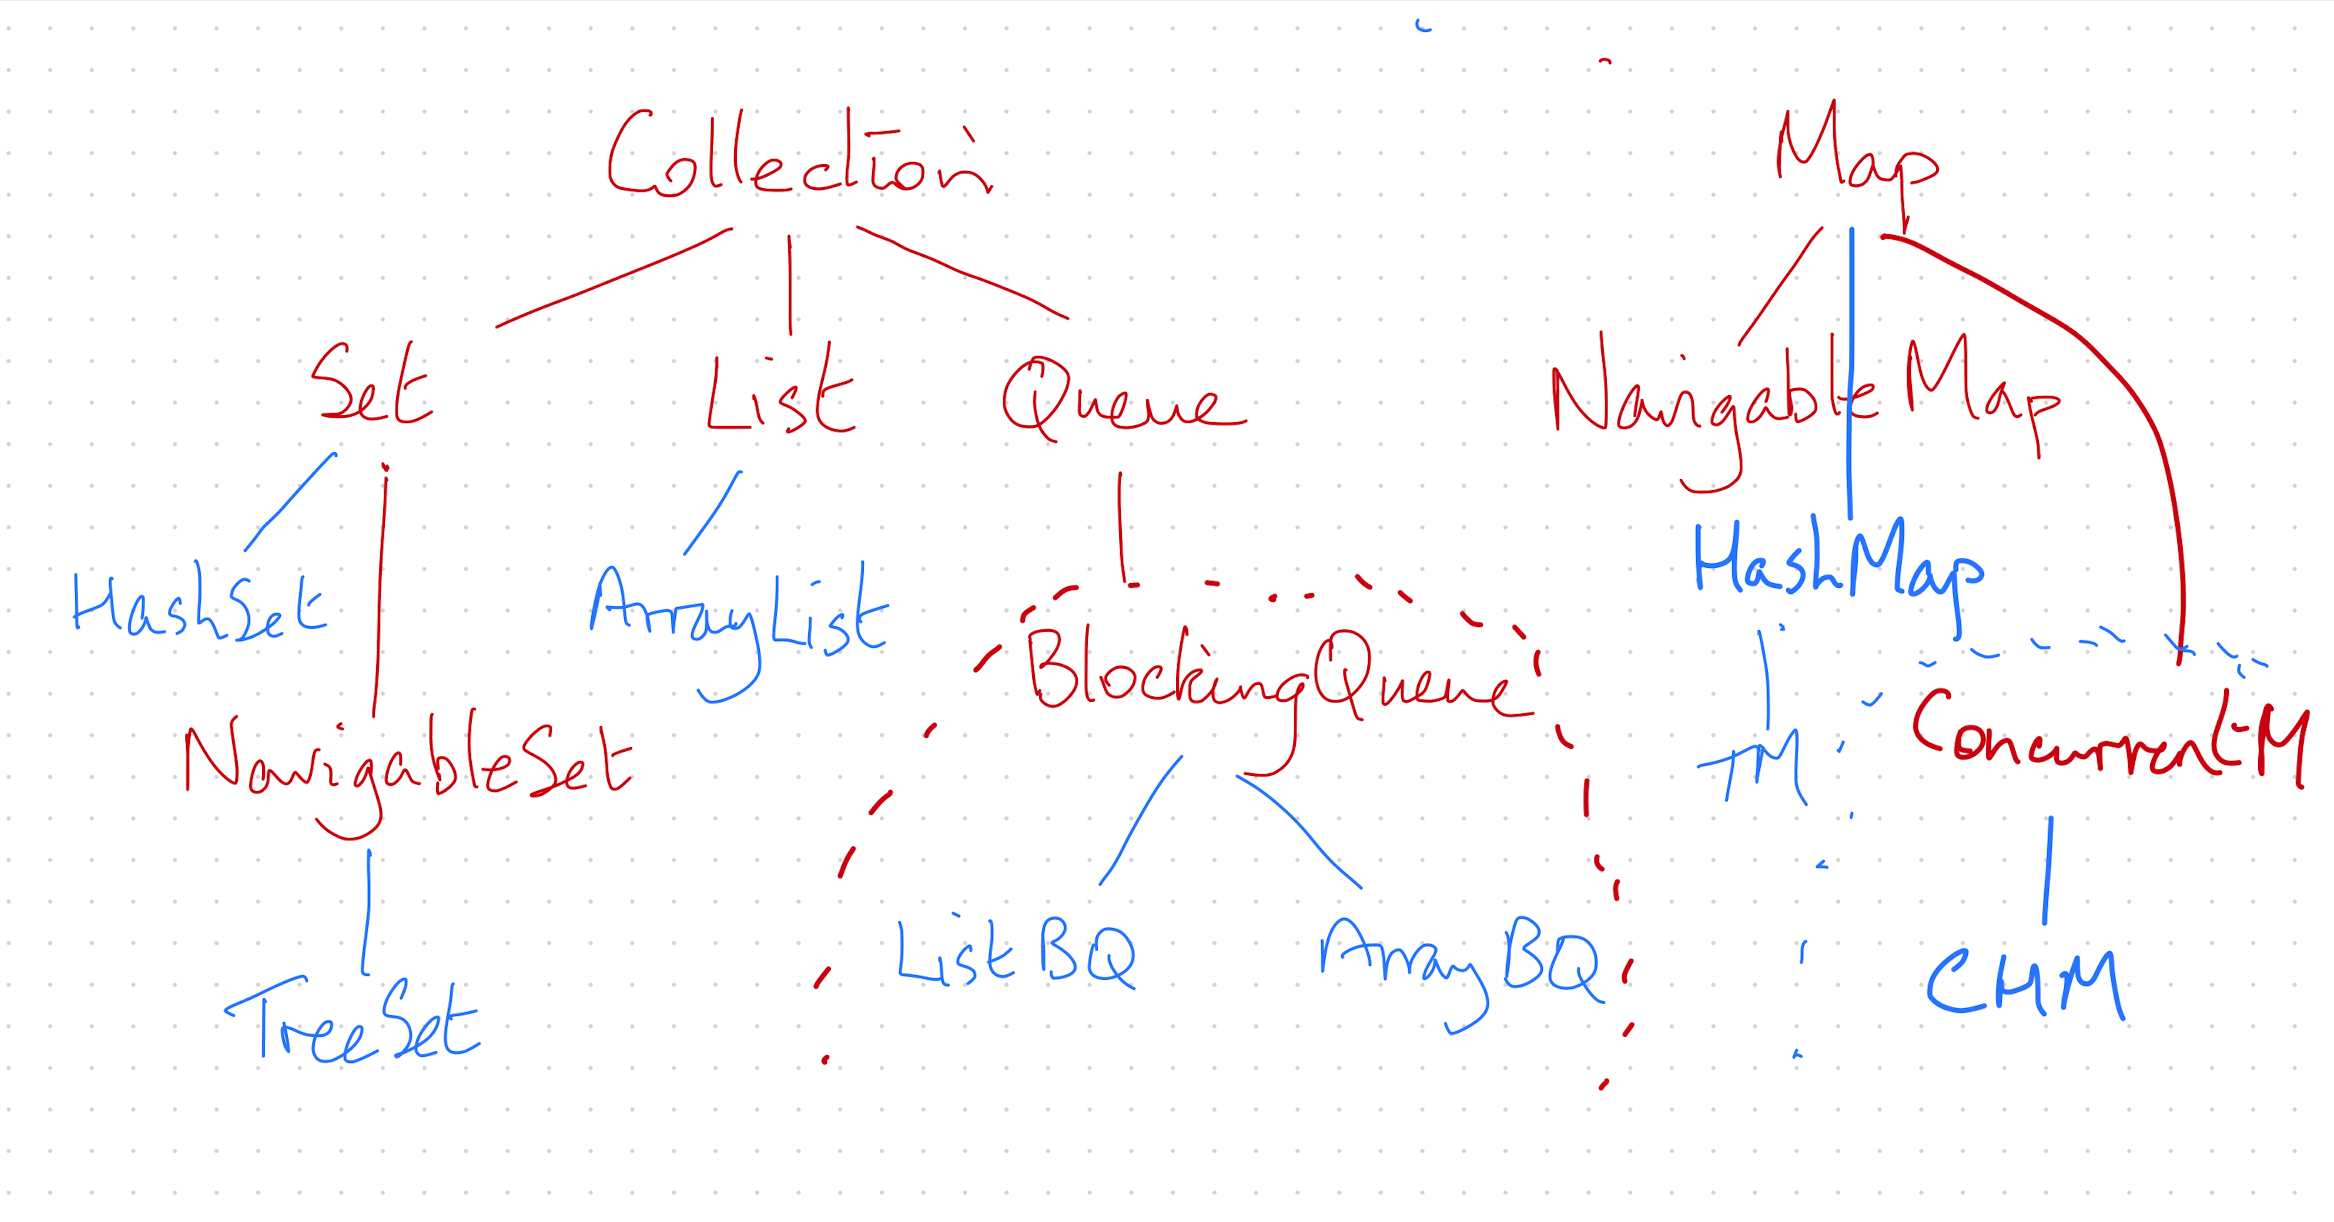 Collection
Map
Set
List
Queue
NavigableMap
HashSet
ArrayList
HashMap
BlockingQueue
NavigableSet
TM
ConcurrentM
ListBQ
ArrayBQ
CHM
TreeSet